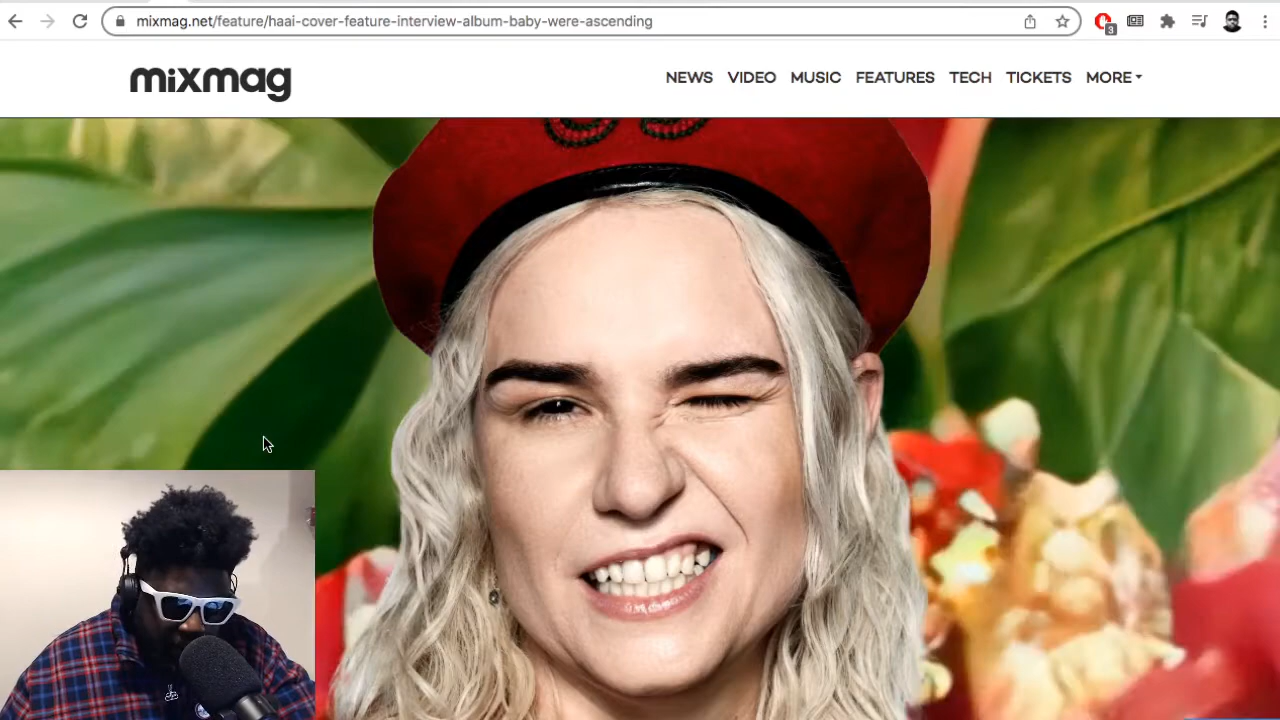 mixmag.net/feature/haai-cover-feature-interview-album-baby-were-ascending
3
mixmag
NEWS VIDEO MUSIC FEATURES TECH TICKETS MORE